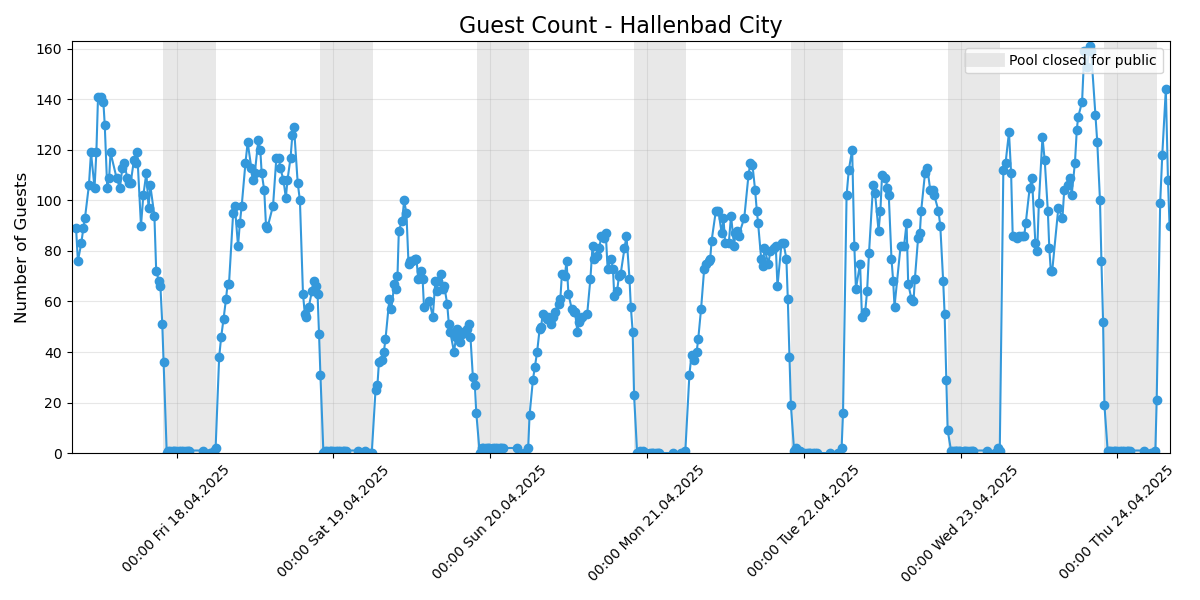 Guest Count - Hallenbad City
Pool closed for public
Number of Guests
160
140
120
100
80
60
40
20
0
00:00 Fri 18.04.2025
00:00 Sat 19.04.2025
00:00 Sun 20.04.2025
00:00 Mon 21.04.2025
00:00 Tue 22.04.2025
00:00 Wed 23.04.2025
00:00 Thu 24.04.2025